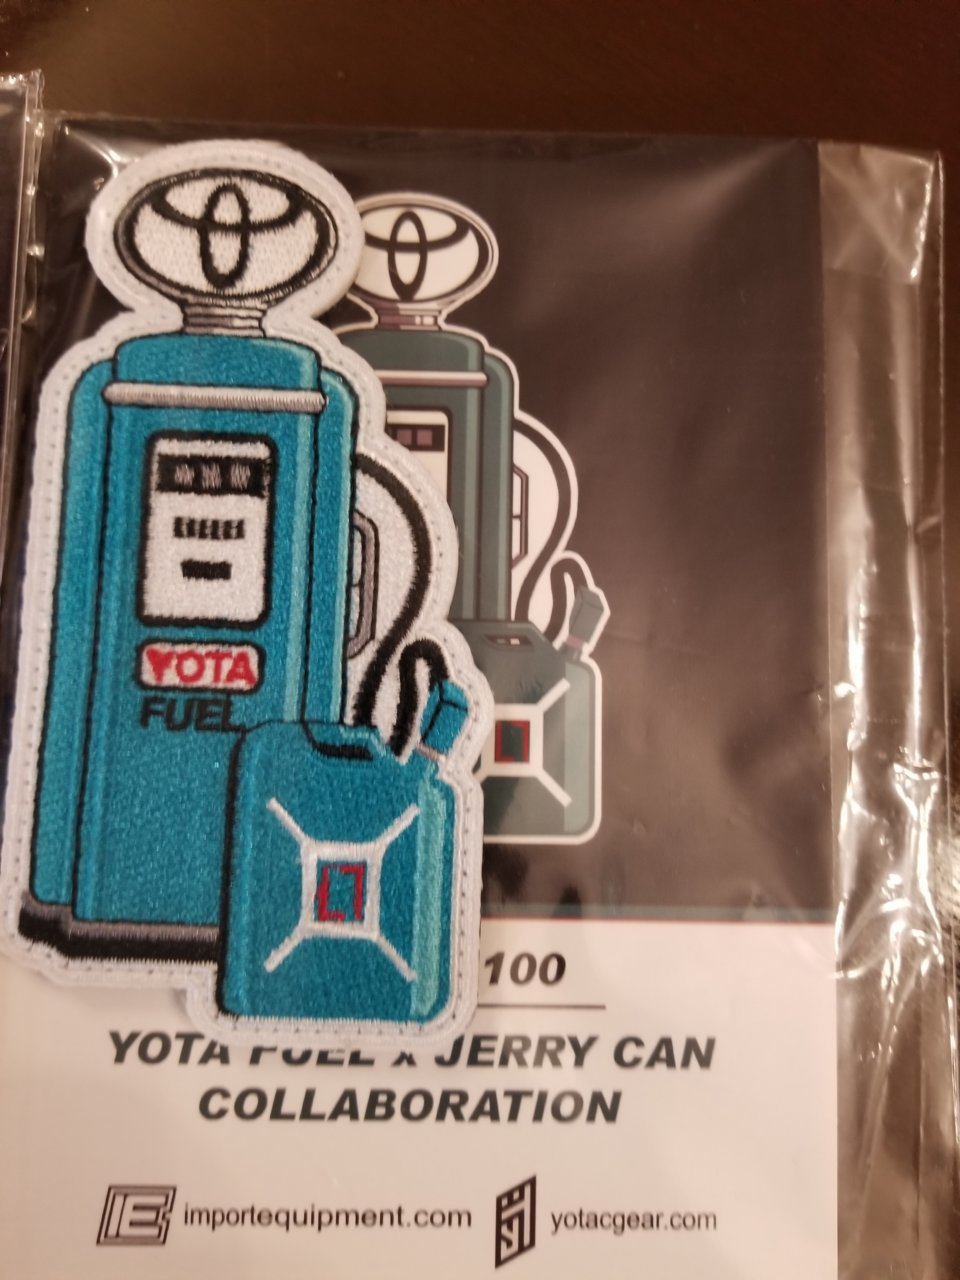 YOTA
FUEL
100
YOTA FUEL x JERRY CAN
COLLABORATION
importequipment.com
yotacgear.com